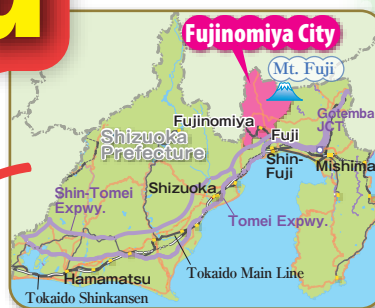 Fujinomiya City
Mt. Fuji
Gotemba
JCT
Fujinomiya
Fuji
Shizuoka
Prefecture
Shin-
Fuji
Mishima
Shin-Tomei
Expwy.
Shizuoka
Tomei Expwy.
Tokaido Main Line
Hamamatsu
Tokaido Shinkansen